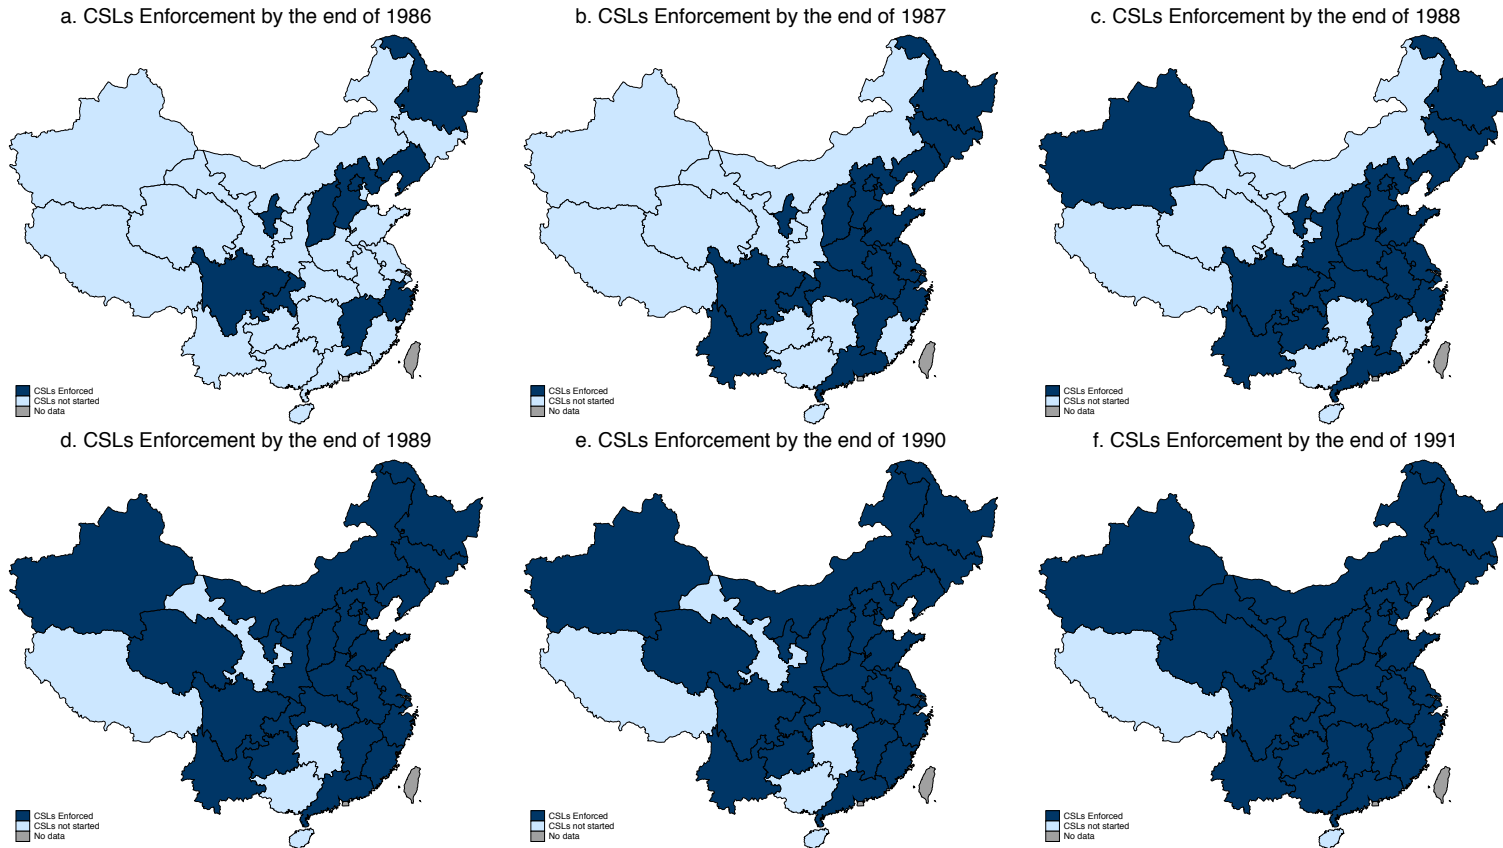 a. CSLs Enforcement by the end of 1986
CSLs Enforced
CSLs not started
No data
b. CSLs Enforcement by the end of 1987
CSLs Enforced
CSLs not started
No data
c. CSLs Enforcement by the end of 1988
CSLs Enforced
CSLs not started
No data
d. CSLs Enforcement by the end of 1989
CSLs Enforced
CSLs not started
No data
e. CSLs Enforcement by the end of 1990
CSLs Enforced
CSLs not started
No data
f. CSLs Enforcement by the end of 1991
CSLs Enforced
CSLs not started
No data